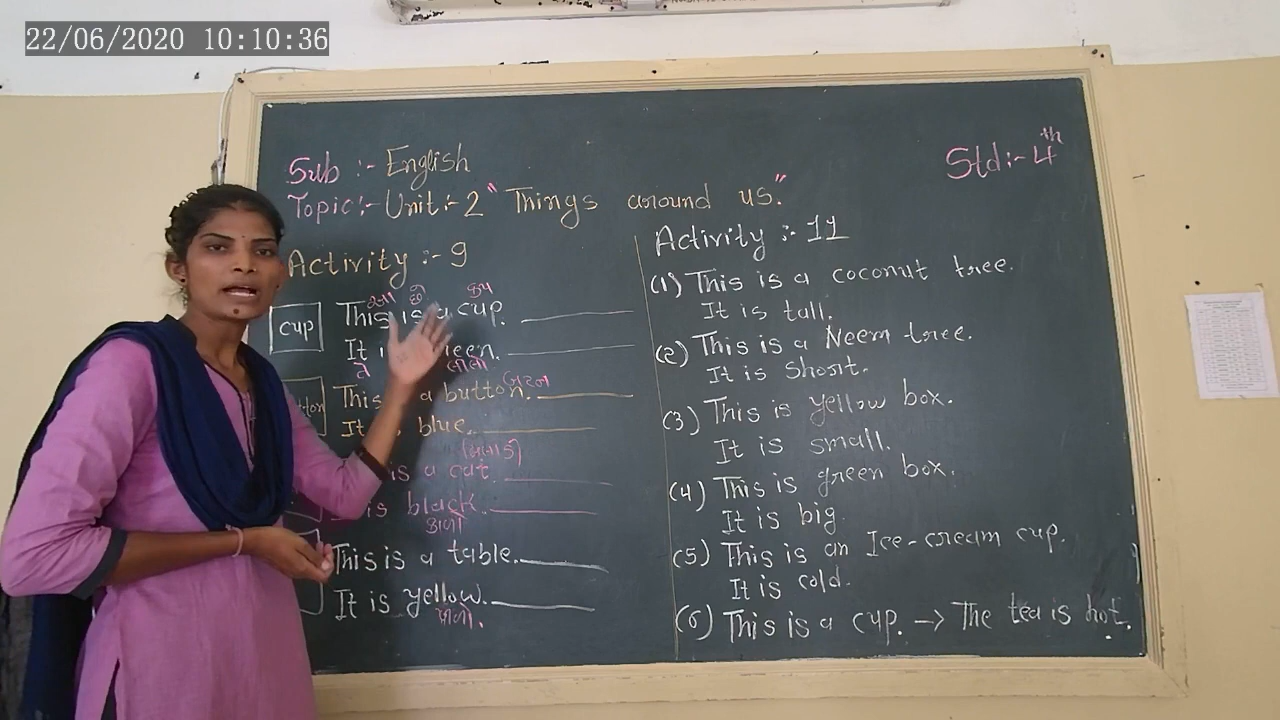 22/06/2020 10:10:36
Sub :- English
Std:- 4th
Topic:- Unit:- 2 "Things around us."
Activity :- 9
cup
This is a cup.
આ છે કપ
It is green.
તે લીલો
This is a button.
બટન
It is blue.
is a cat.
(બિલાડી)
is black.
કાળો
This is a table.
It is yellow.
પીળો.
Activity :- 11
(1) This is a coconut tree.
It is tall.
(2) This is a Neem tree.
It is Short.
(3) This is yellow box.
It is small.
(4) This is green box.
It is big.
(5) This is an Ice-cream cup.
It is cold.
(6) This is a cup. → The tea is hot.